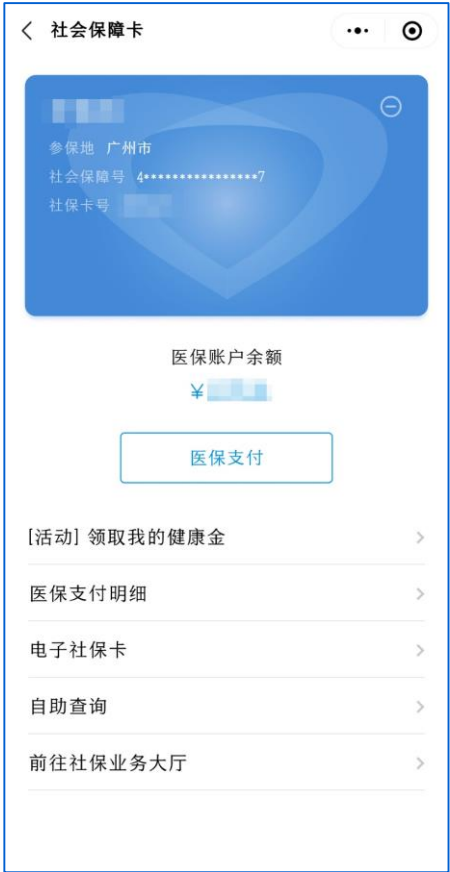 社会保障卡
参保地 广州市
社会保障号 4****************7
社保卡号
医保账户余额
¥
医保支付
[活动] 领取我的健康金
医保支付明细
电子社保卡
自助查询
前往社保业务大厅